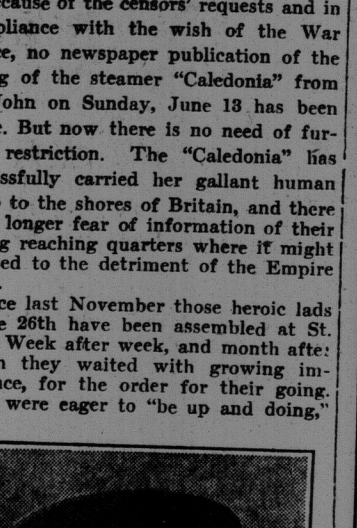 cause of the censors' requests and in
pliance with the wish of the War
ce, no newspaper publication of the
g of the steamer "Caledonia" from
John on Sunday, June 13 has been
e. But now there is no need of fur-
restriction. The "Caledonia" has
ssfully carried her gallant human
to the shores of Britain, and there
longer fear of information of their
g reaching quarters where it might
ed to the detriment of the Empire
ce last November those heroic lads
e 26th have been assembled at St.
Week after week, and month after
n they waited with growing im-
nce, for the order for their going.
were eager to "be up and doing,"